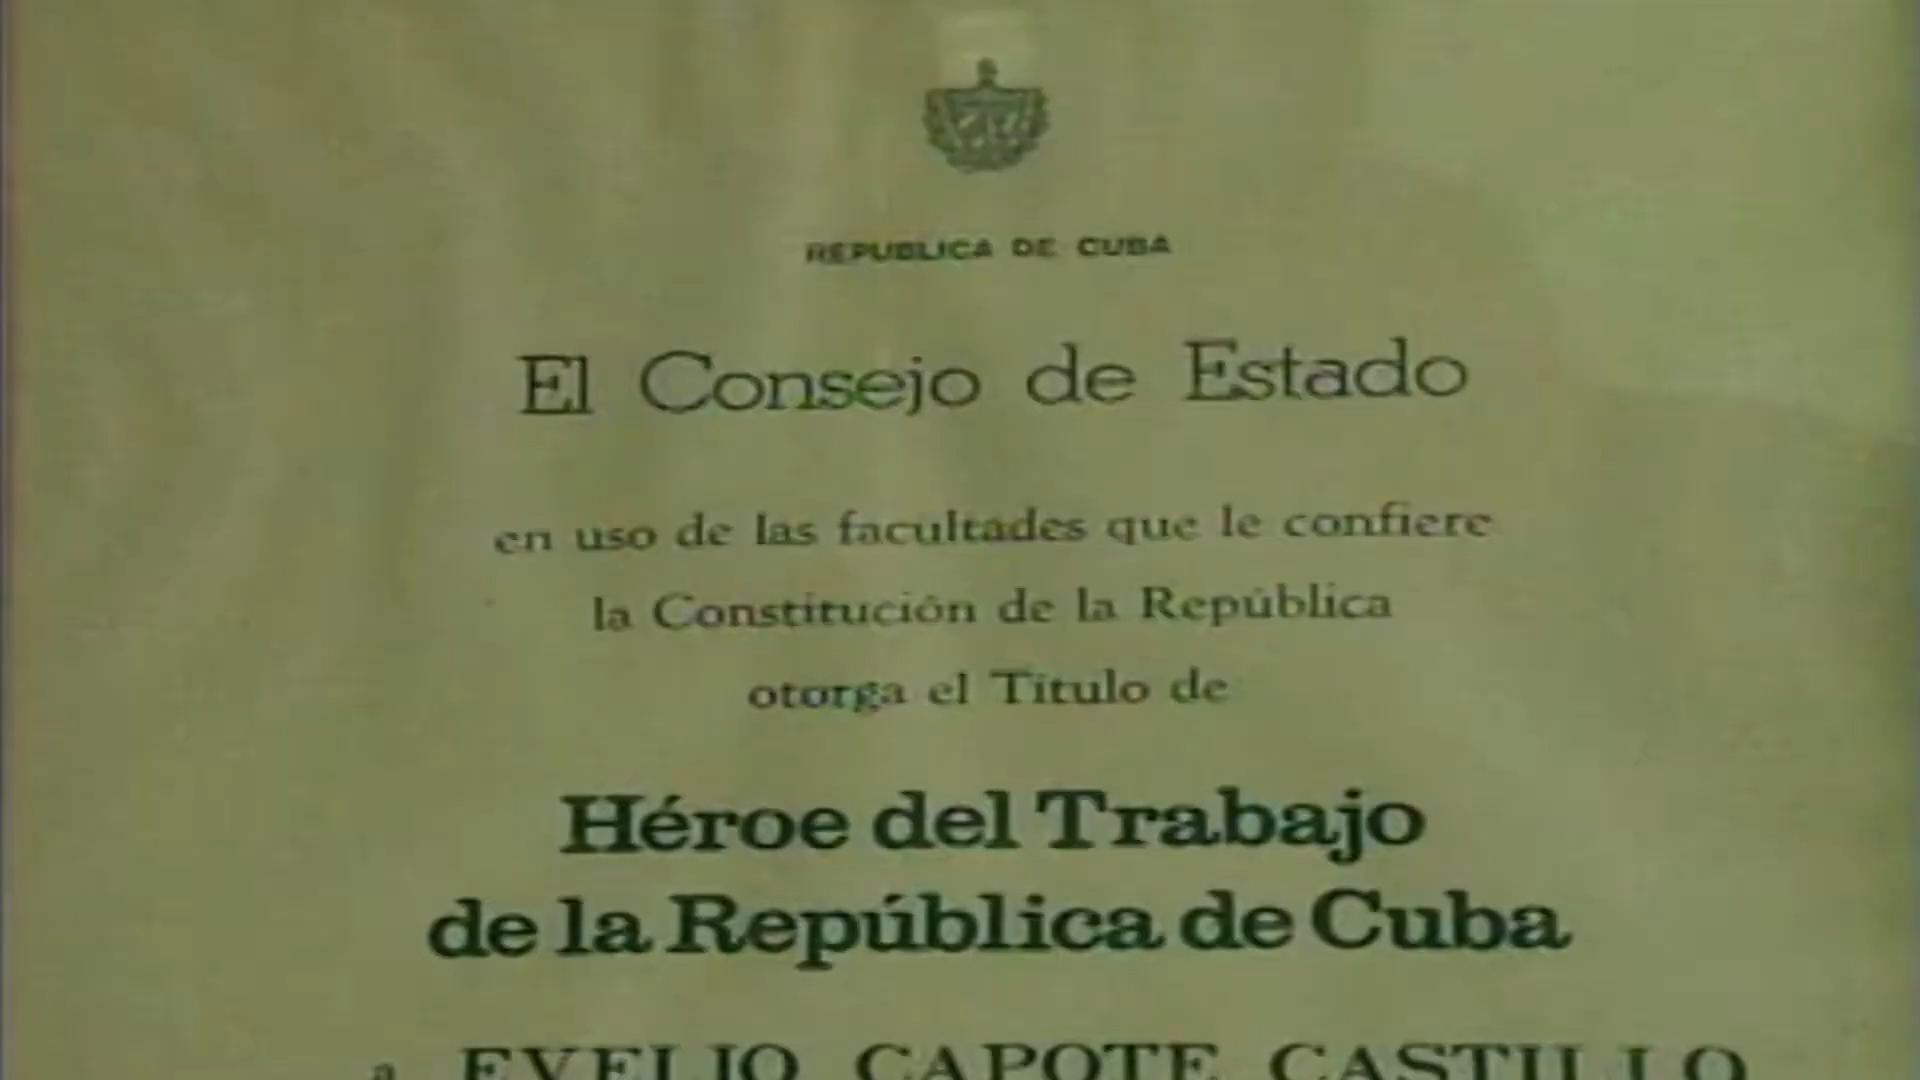 REPUBLICA DE CUBA
El Consejo de Estado
en uso de las facultades que le confiere
la Constitución de la República
otorga el Titulo de
Héroe del Trabajo
de la República de Cuba
a EVELIO CAPOTE CASTILLO